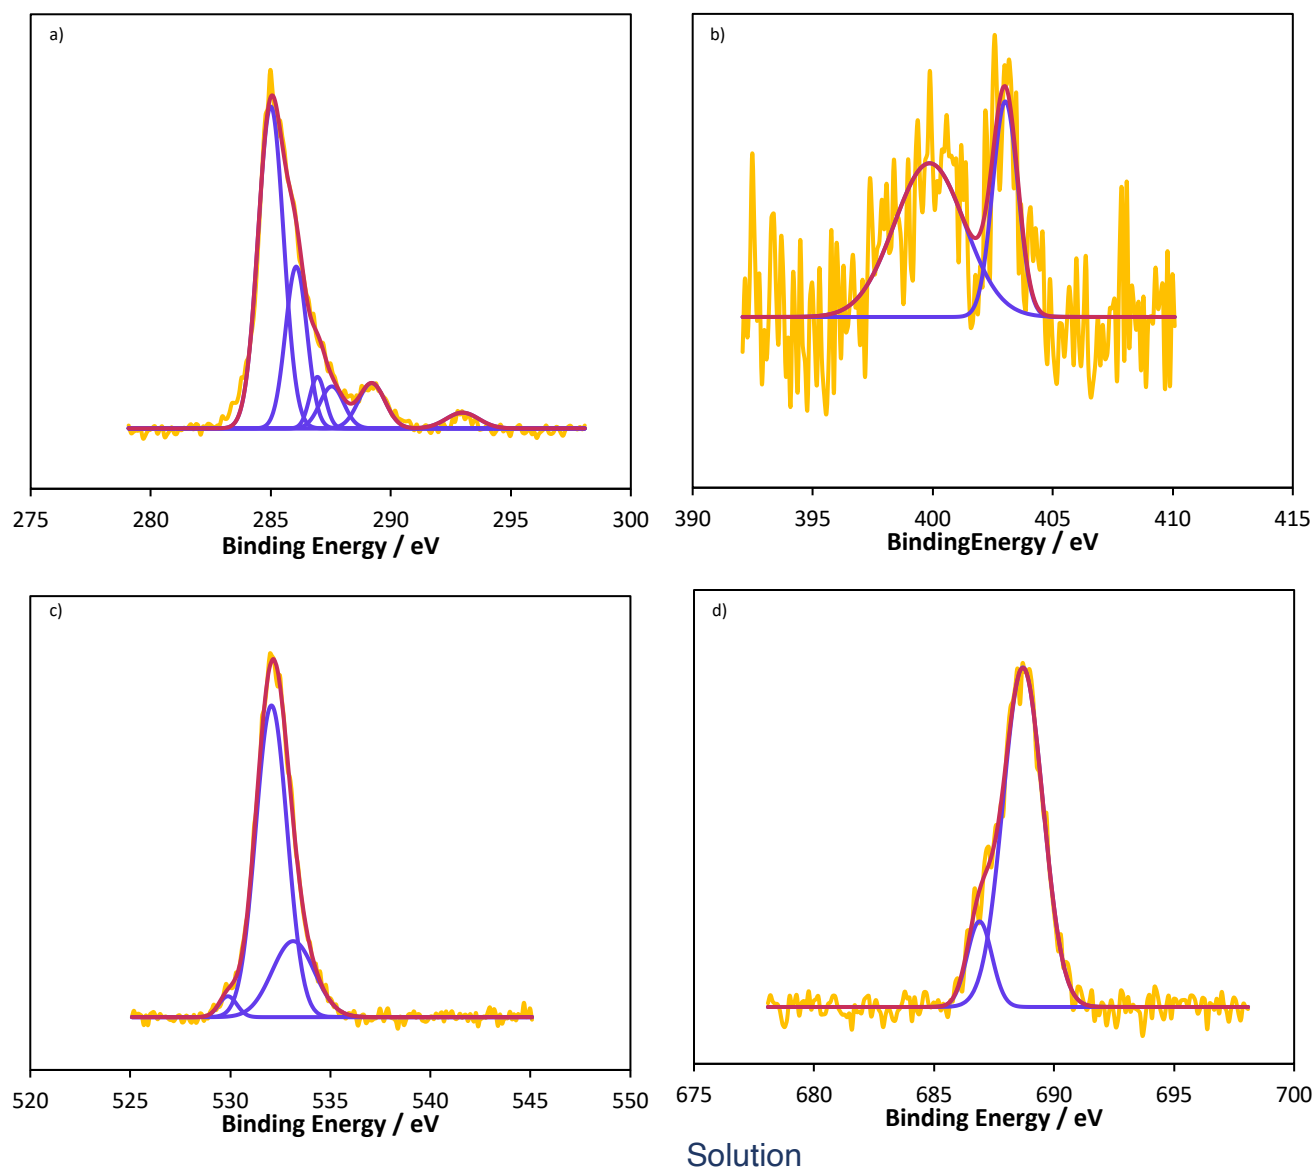 a)
275 280 285 290 295 300
Binding Energy / eV
b)
390 395 400 405 410 415
BindingEnergy / eV
c)
520 525 530 535 540 545 550
Binding Energy / eV
d)
675 680 685 690 695 700
Binding Energy / eV
Solution